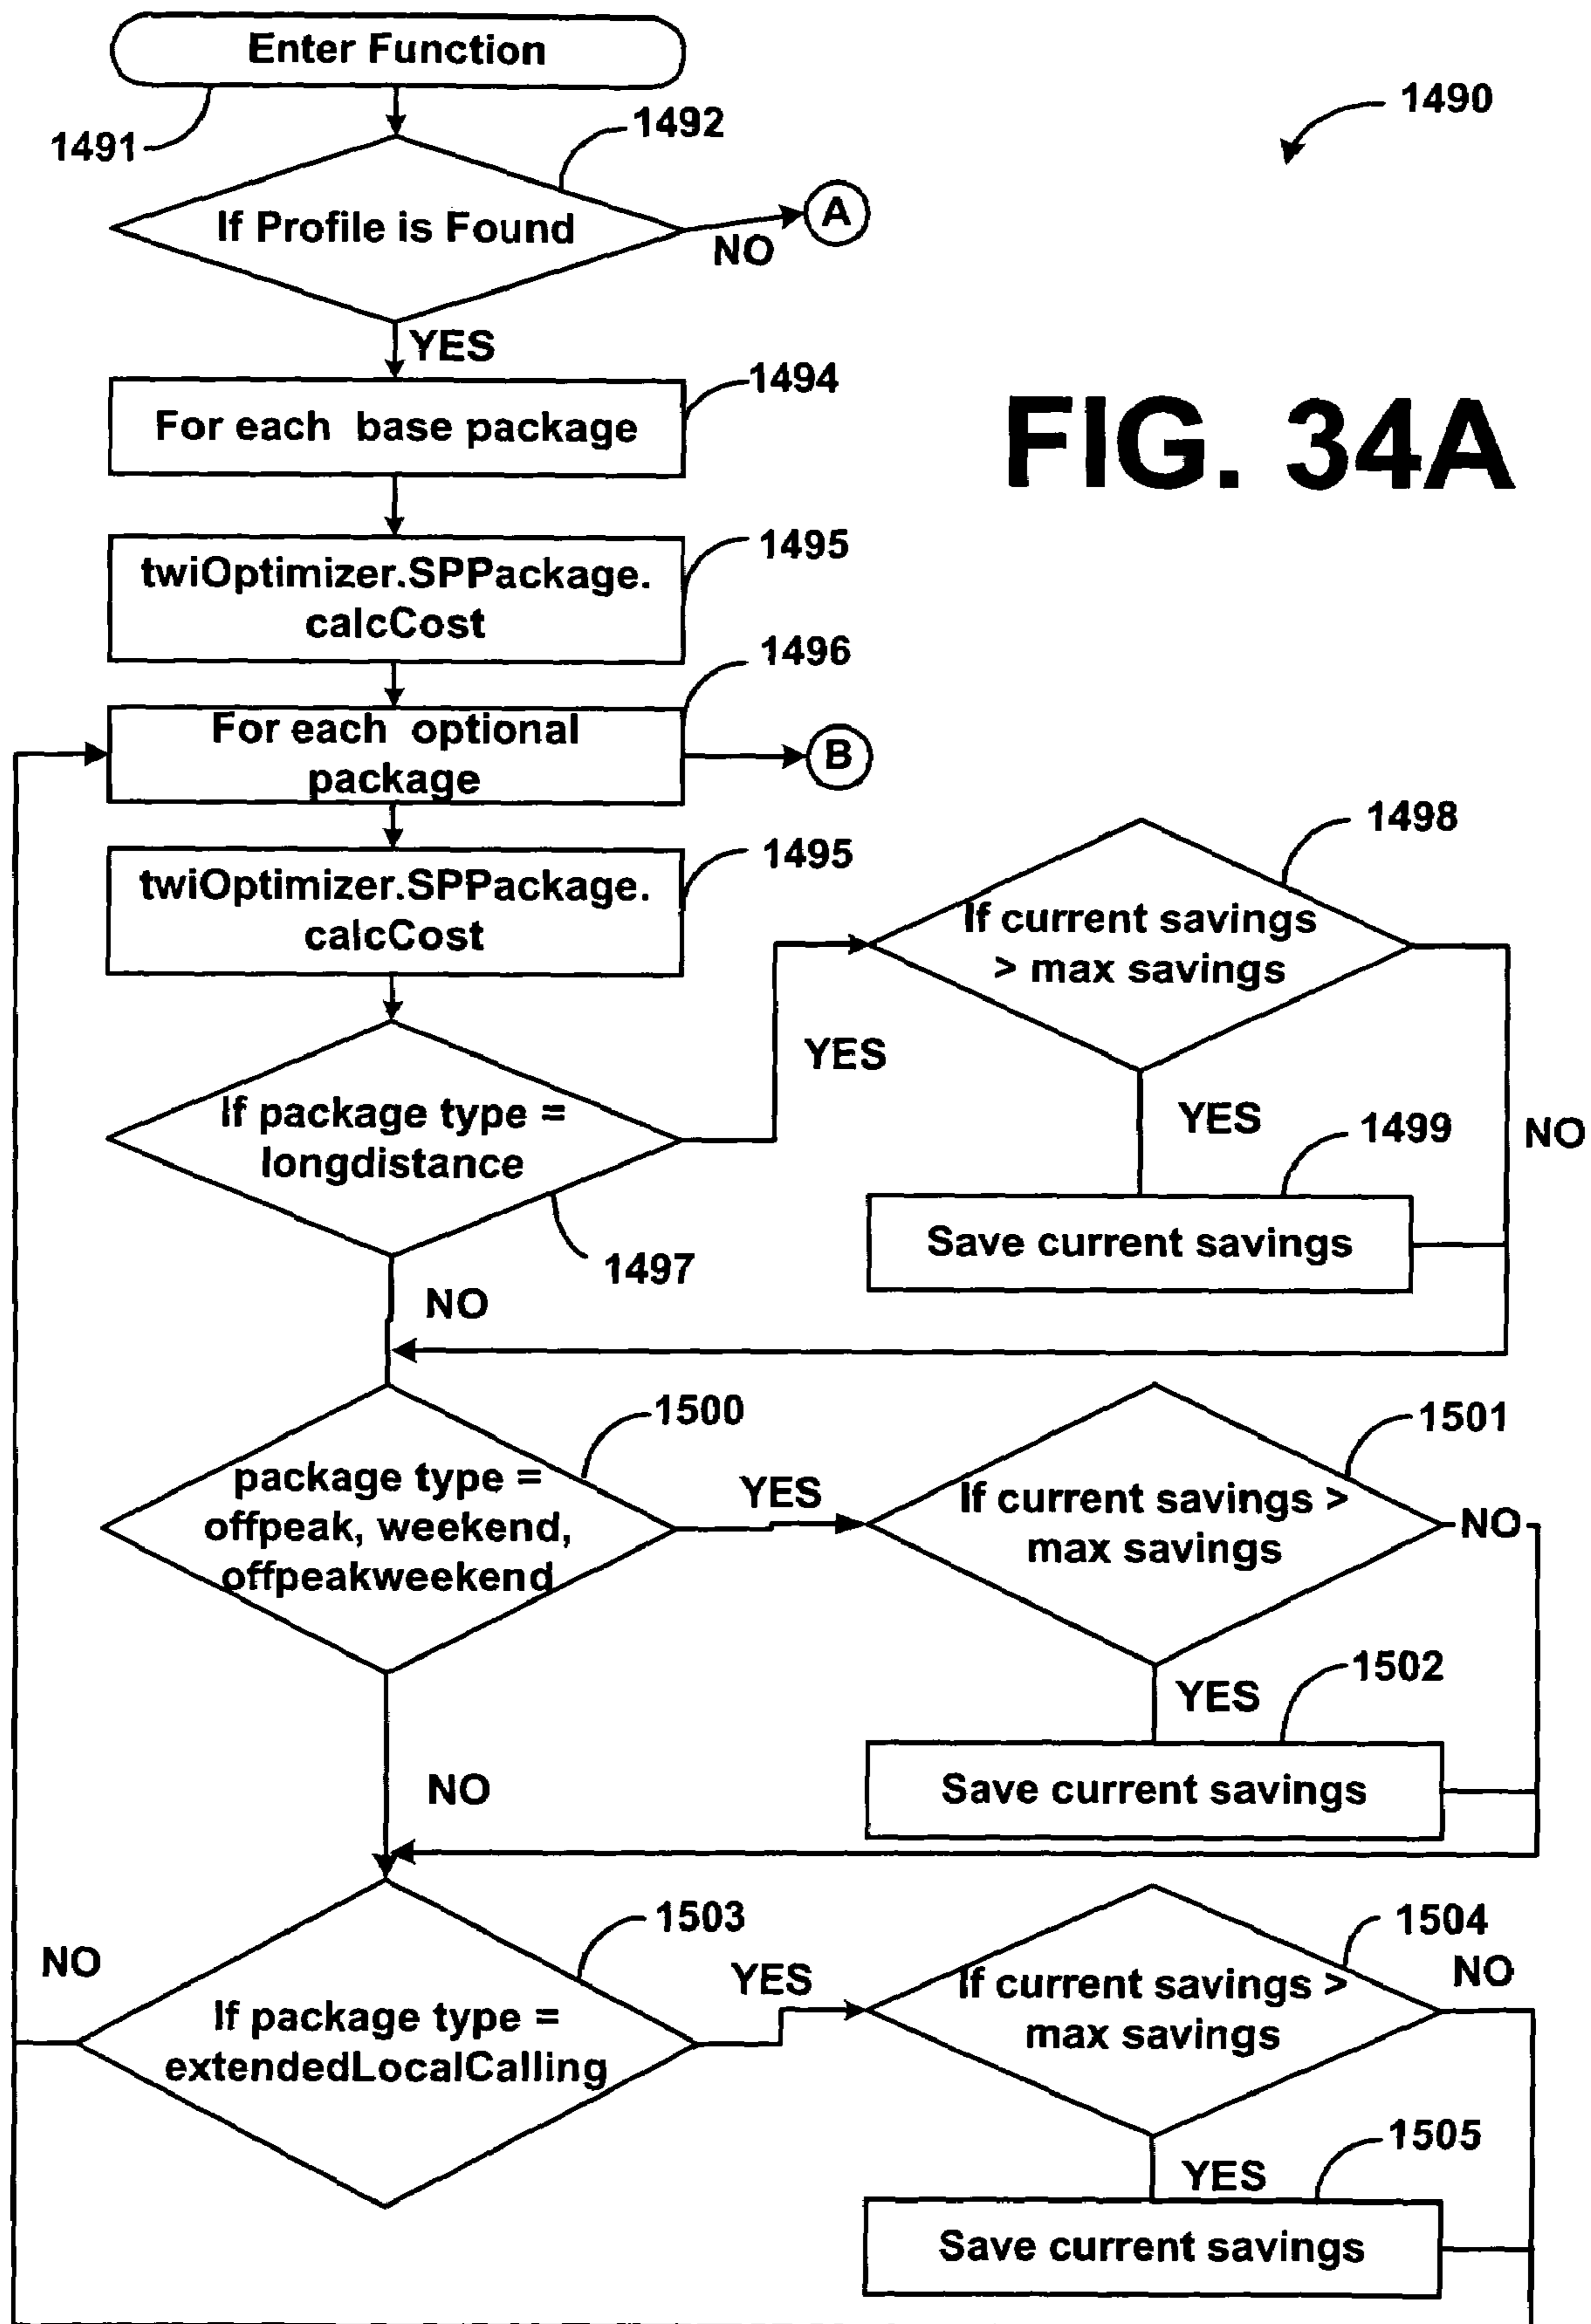 Enter Function
1490
1491
1492
If Profile is Found
A
NO
YES
1494
For each base package
FIG. 34A
1495
twiOptimizer.SPPackage.
calcCost
1496
For each optional
package
B
1495
twiOptimizer.SPPackage.
calcCost
1498
If current savings
> max savings
YES
If package type =
longdistance
YES
1499
NO
Save current savings
1497
NO
1500
1501
package type =
offpeak, weekend,
offpeakweekend
YES
If current savings >
max savings
NO
1502
YES
NO
Save current savings
1503
1504
NO
YES
If current savings >
max savings
NO
If package type =
extendedLocalCalling
1505
YES
Save current savings